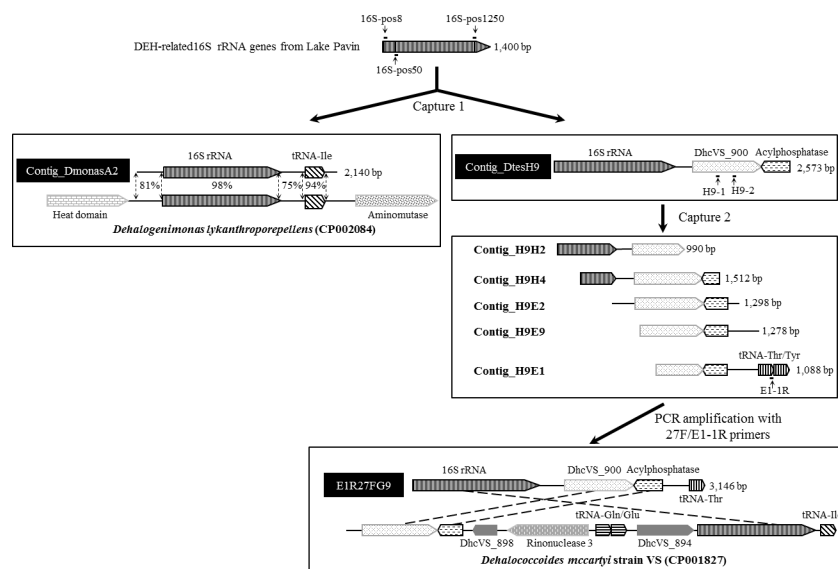 16S-pos8
16S-pos1250
DEH-related16S rRNA genes from Lake Pavin
1,400 bp
16S-pos50
Capture 1
16S rRNA
tRNA-Ile
Contig_DmonasA2
2,140 bp
81%
98%
75%
94%
Heat domain
Aminomutase
Dehalogenimonas lykanthroporepellens (CP002084)
16S rRNA
DhcVS_900
Acylphosphatase
Contig_DtesH9
2,573 bp
H9-1
H9-2
Capture 2
Contig_H9H2
990 bp
Contig_H9H4
1,512 bp
Contig_H9E2
1,298 bp
Contig_H9E9
1,278 bp
tRNA-Thr/Tyr
Contig_H9E1
1,088 bp
E1-1R
PCR amplification with
27F/E1-1R primers
16S rRNA
DhcVS_900
Acylphosphatase
E1R27FG9
3,146 bp
tRNA-Thr
tRNA-Gln/Glu
tRNA-Il
DhcVS_898
Rinonuclease 3
DhcVS_894
Dehalococcoides mccartyi strain VS (CP001827)